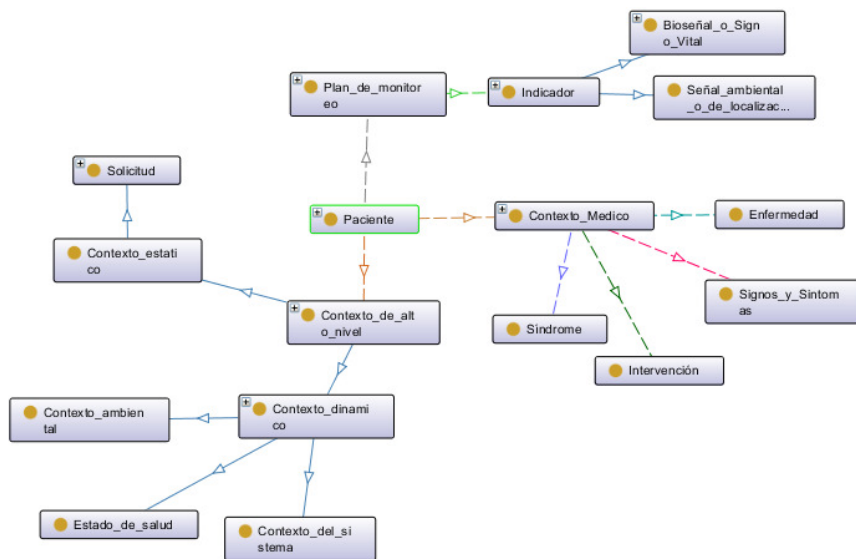 Bioseñal_o_Sign
o_Vital
Plan_de_monitor
eo
Indicador
Señal_ambiental
_o_de_localizac...
Solicitud
Paciente
Contexto_Medico
Enfermedad
Contexto_estati
co
Signos_y_Sintom
as
Contexto_de_alt
o_nivel
Síndrome
Intervención
Contexto_ambien
tal
Contexto_dinami
co
Estado_de_salud
Contexto_del_si
stema